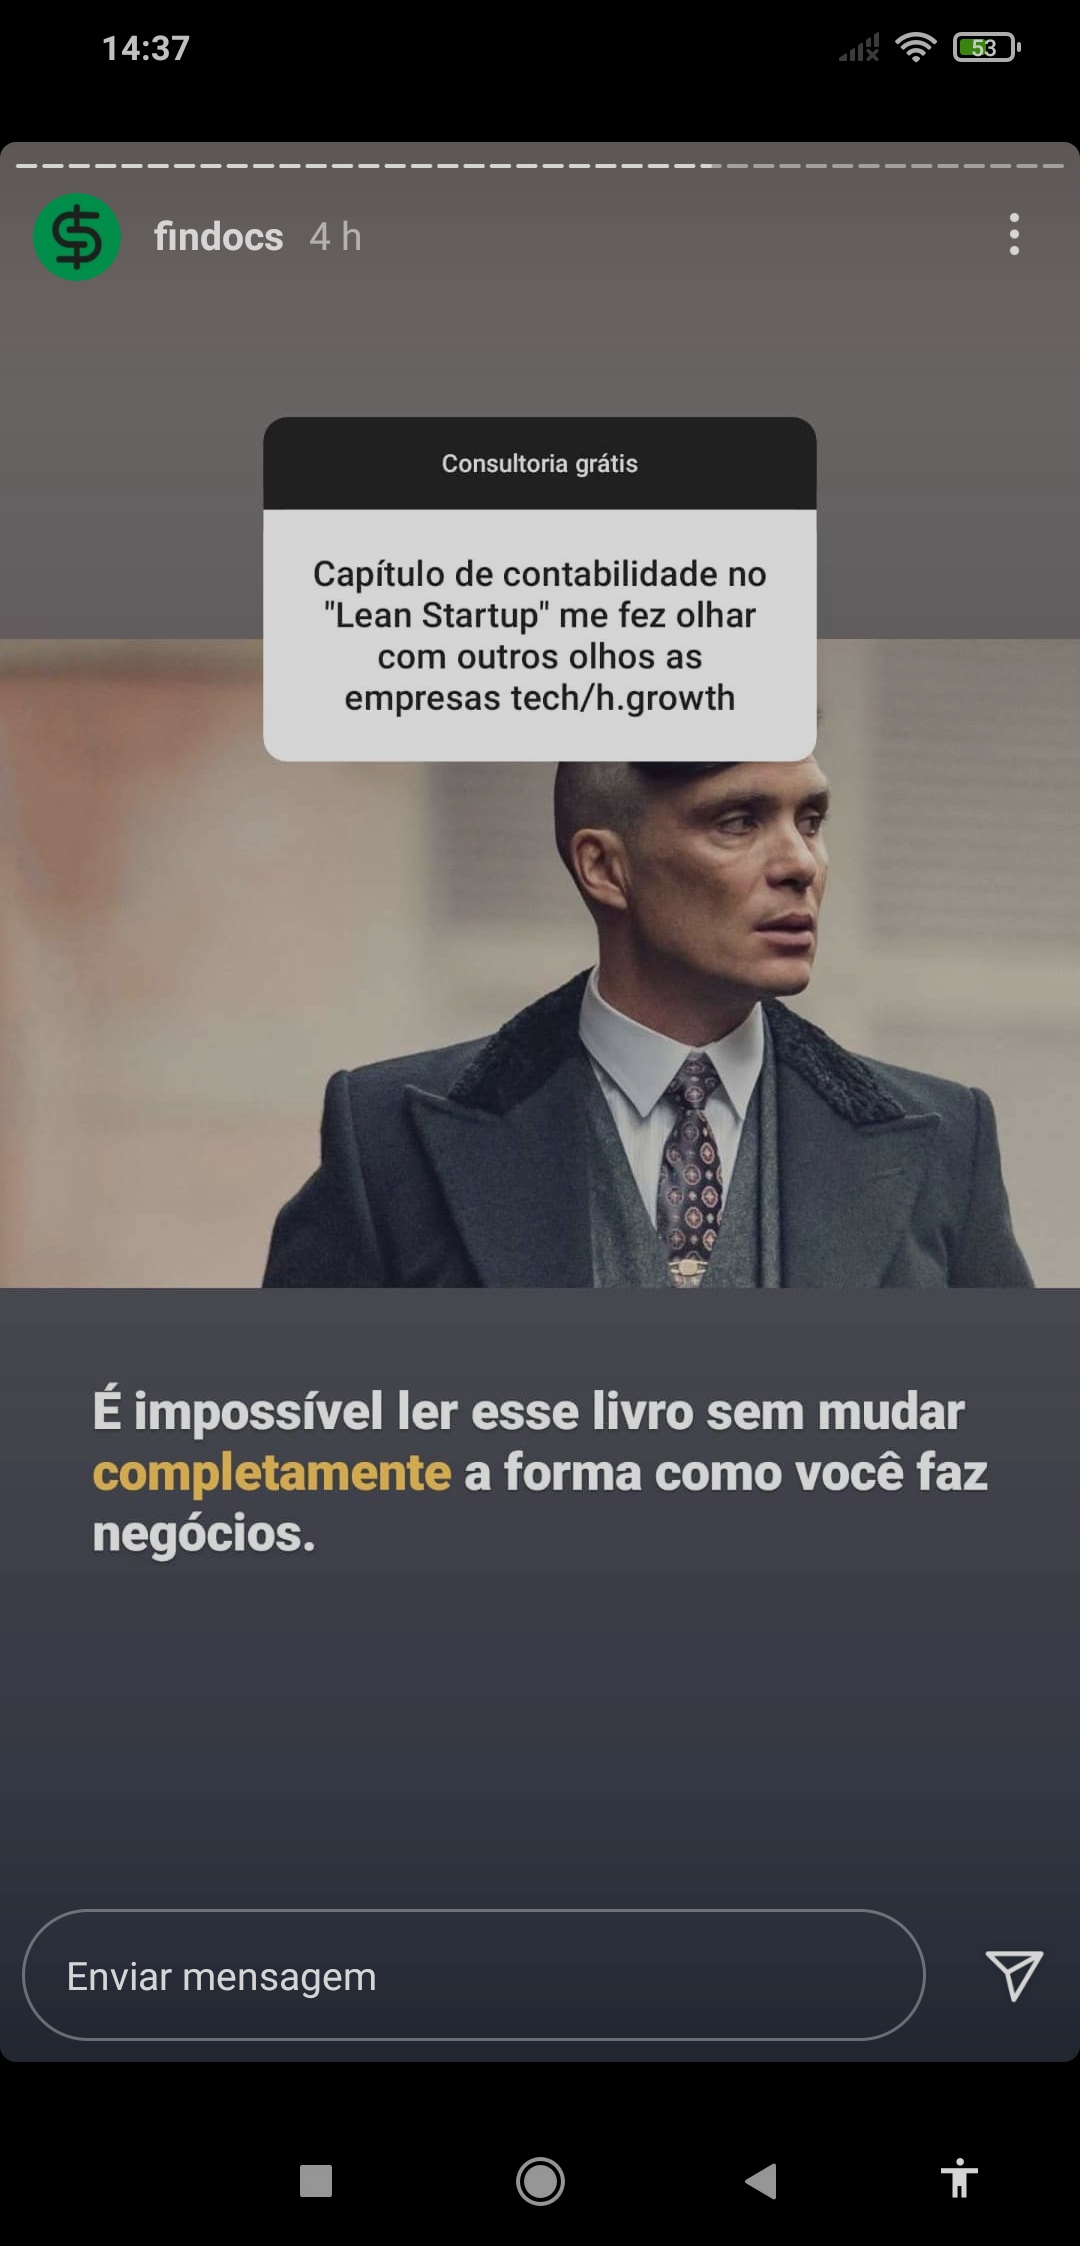 14:37
53
findocs 4 h
Consultoria grátis
Capítulo de contabilidade no
"Lean Startup" me fez olhar
com outros olhos as
empresas tech/h.growth
É impossível ler esse livro sem mudar
completamente a forma como você faz
negócios.
Enviar mensagem